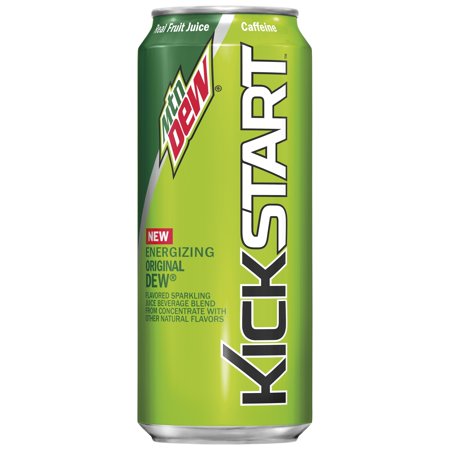 Real Fruit Juice
Caffeine
Mtn
DEW®
KICKSTART™
NEW
ENERGIZING
ORIGINAL
DEW®
FLAVORED SPARKLING
JUICE BEVERAGE BLEND
FROM CONCENTRATE WITH
OTHER NATURAL FLAVORS